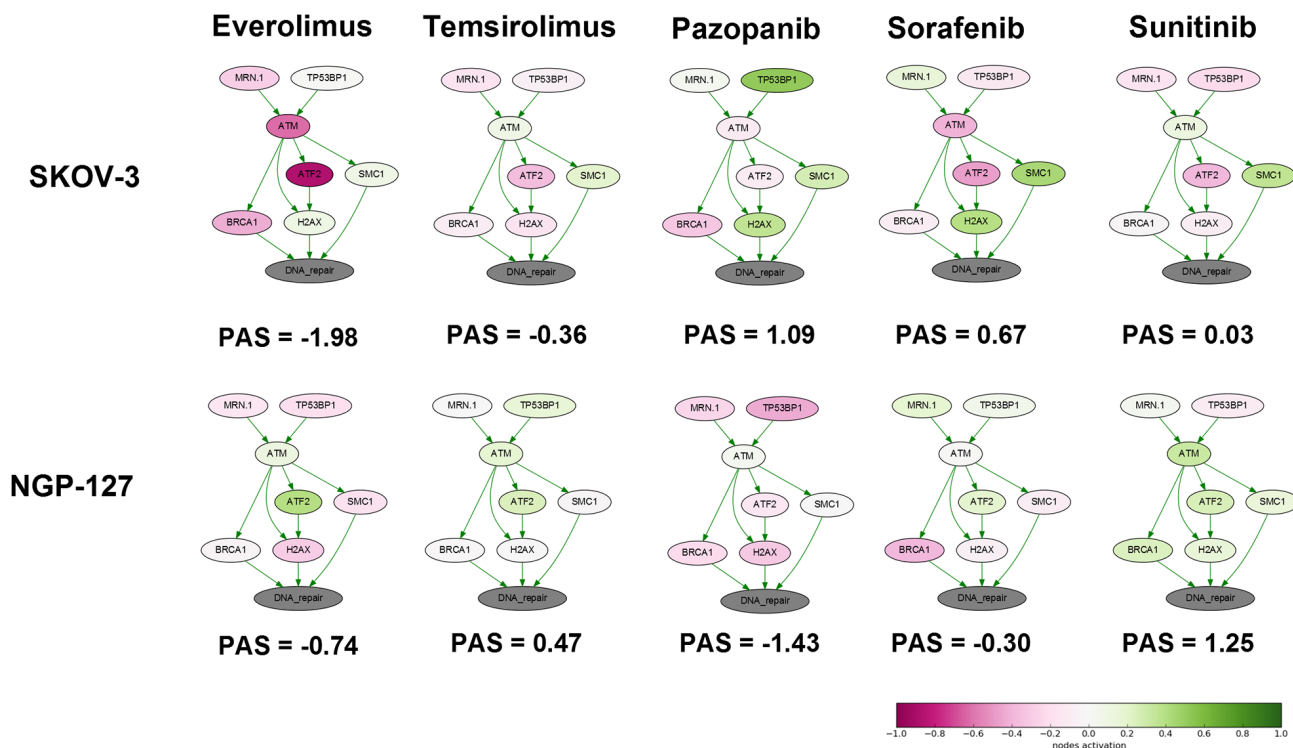 Everolimus Temsirolimus Pazopanib Sorafenib Sunitinib
SKOV-3
MRN.1 TP53BP1
ATM
ATF2 SMC1
BRCA1 H2AX
DNA_repair
PAS = -1.98
MRN.1 TP53BP1
ATM
ATF2 SMC1
BRCA1 H2AX
DNA_repair
PAS = -0.36
MRN.1 TP53BP1
ATM
ATF2 SMC1
BRCA1 H2AX
DNA_repair
PAS = 1.09
MRN.1 TP53BP1
ATM
ATF2 SMC1
BRCA1 H2AX
DNA_repair
PAS = 0.67
MRN.1 TP53BP1
ATM
ATF2 SMC1
BRCA1 H2AX
DNA_repair
PAS = 0.03
NGP-127
MRN.1 TP53BP1
ATM
ATF2 SMC1
BRCA1 H2AX
DNA_repair
PAS = -0.74
MRN.1 TP53BP1
ATM
ATF2 SMC1
BRCA1 H2AX
DNA_repair
PAS = 0.47
MRN.1 TP53BP1
ATM
ATF2 SMC1
BRCA1 H2AX
DNA_repair
PAS = -1.43
MRN.1 TP53BP1
ATM
ATF2 SMC1
BRCA1 H2AX
DNA_repair
PAS = -0.30
MRN.1 TP53BP1
ATM
ATF2 SMC1
BRCA1 H2AX
DNA_repair
PAS = 1.25
−1.0 −0.8 −0.6 −0.4 −0.2 0.0 0.2 0.4 0.6 0.8 1.0
nodes activation